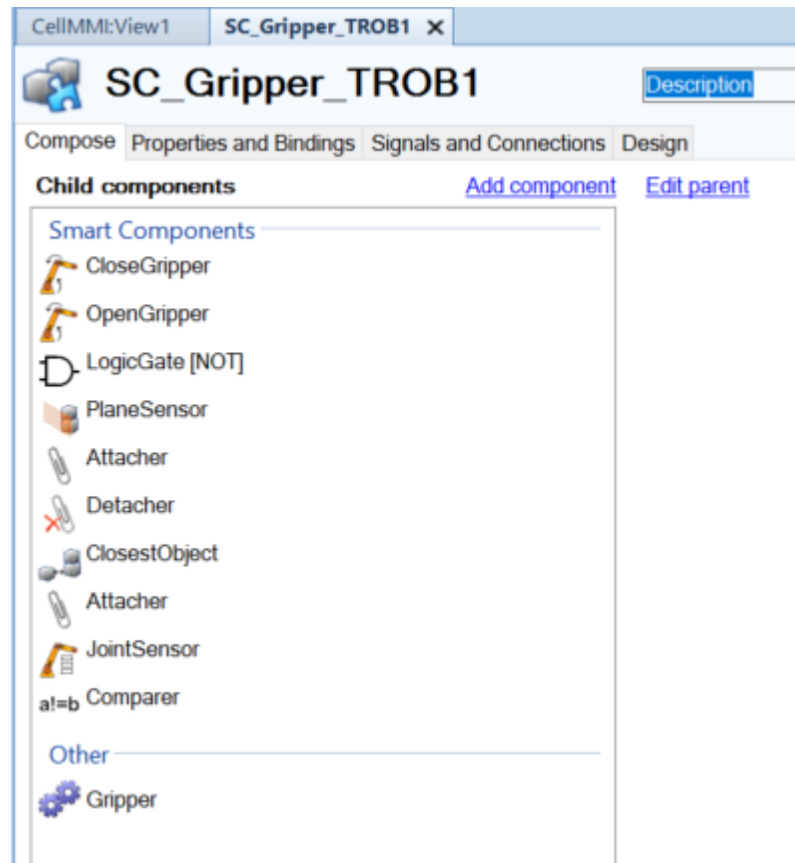 CellMMI:View1 SC_Gripper_TROB1
SC_Gripper_TROB1 Description
Compose Properties and Bindings Signals and Connections Design
Child components Add component Edit parent
Smart Components
CloseGripper
OpenGripper
LogicGate [NOT]
PlaneSensor
Attacher
Detacher
ClosestObject
Attacher
JointSensor
a!=b Comparer
Other
Gripper